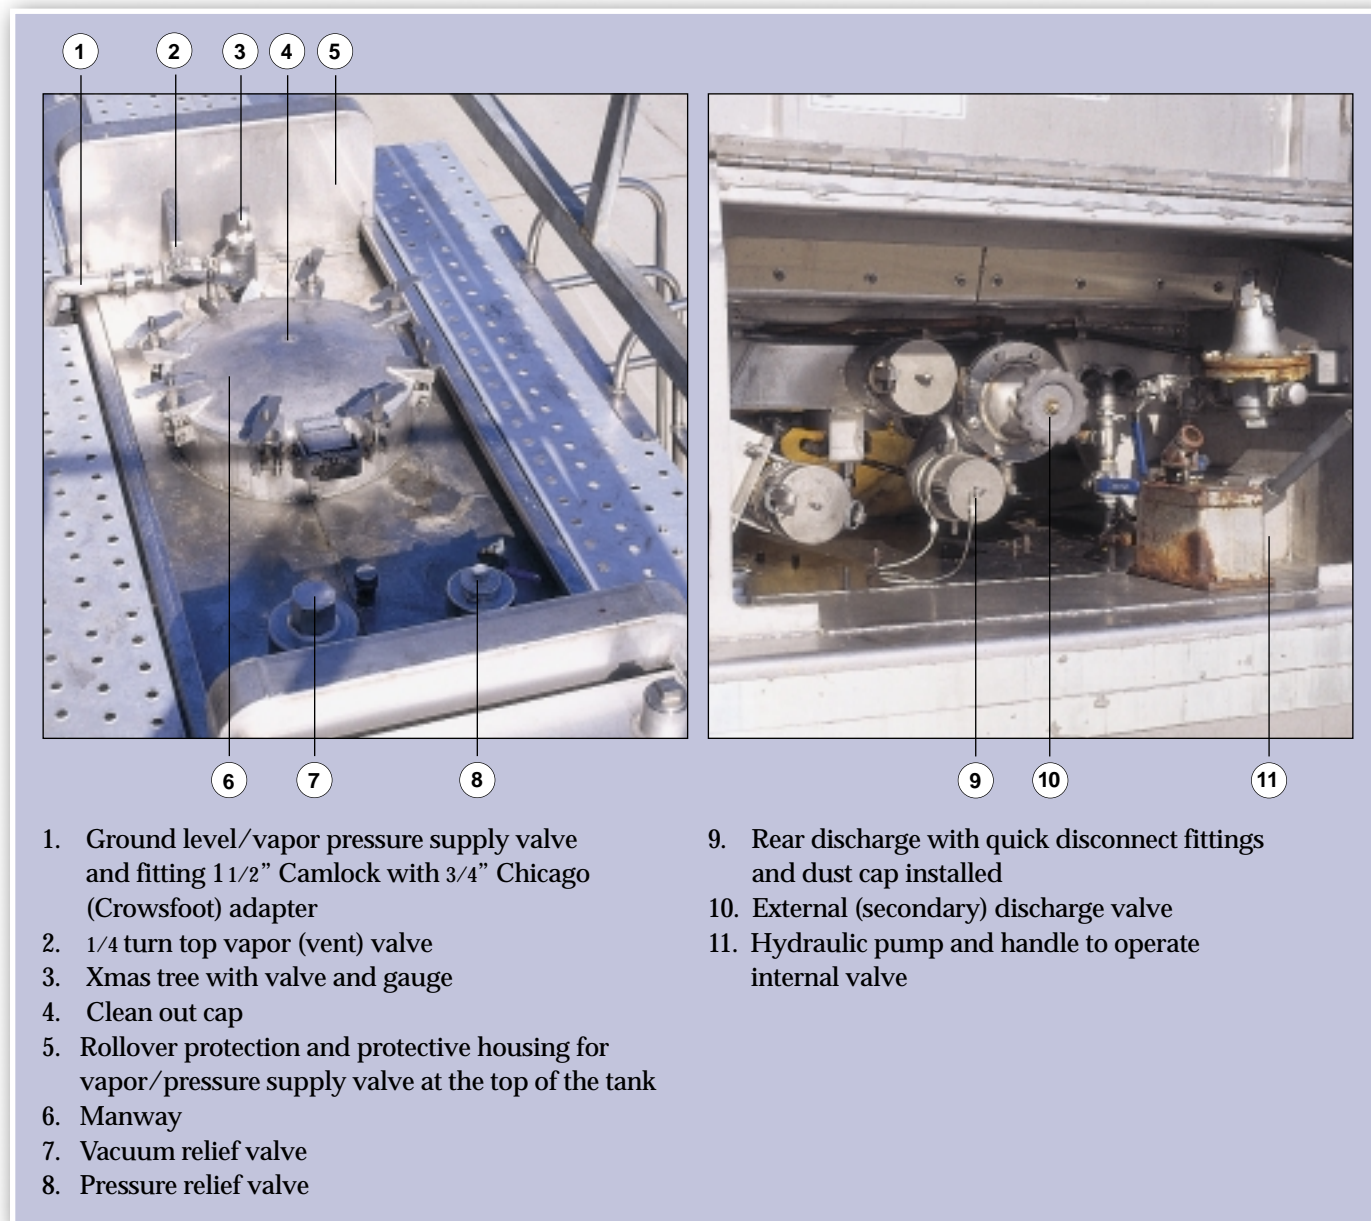 1 2 3 4 5
6 7 8 9 10 11
1. Ground level/vapor pressure supply valve
and fitting 1 1/2” Camlock with 3/4” Chicago
(Crowsfoot) adapter
2. 1/4 turn top vapor (vent) valve
3. Xmas tree with valve and gauge
4. Clean out cap
5. Rollover protection and protective housing for
vapor/pressure supply valve at the top of the tank
6. Manway
7. Vacuum relief valve
8. Pressure relief valve
9. Rear discharge with quick disconnect fittings
and dust cap installed
10. External (secondary) discharge valve
11. Hydraulic pump and handle to operate
internal valve